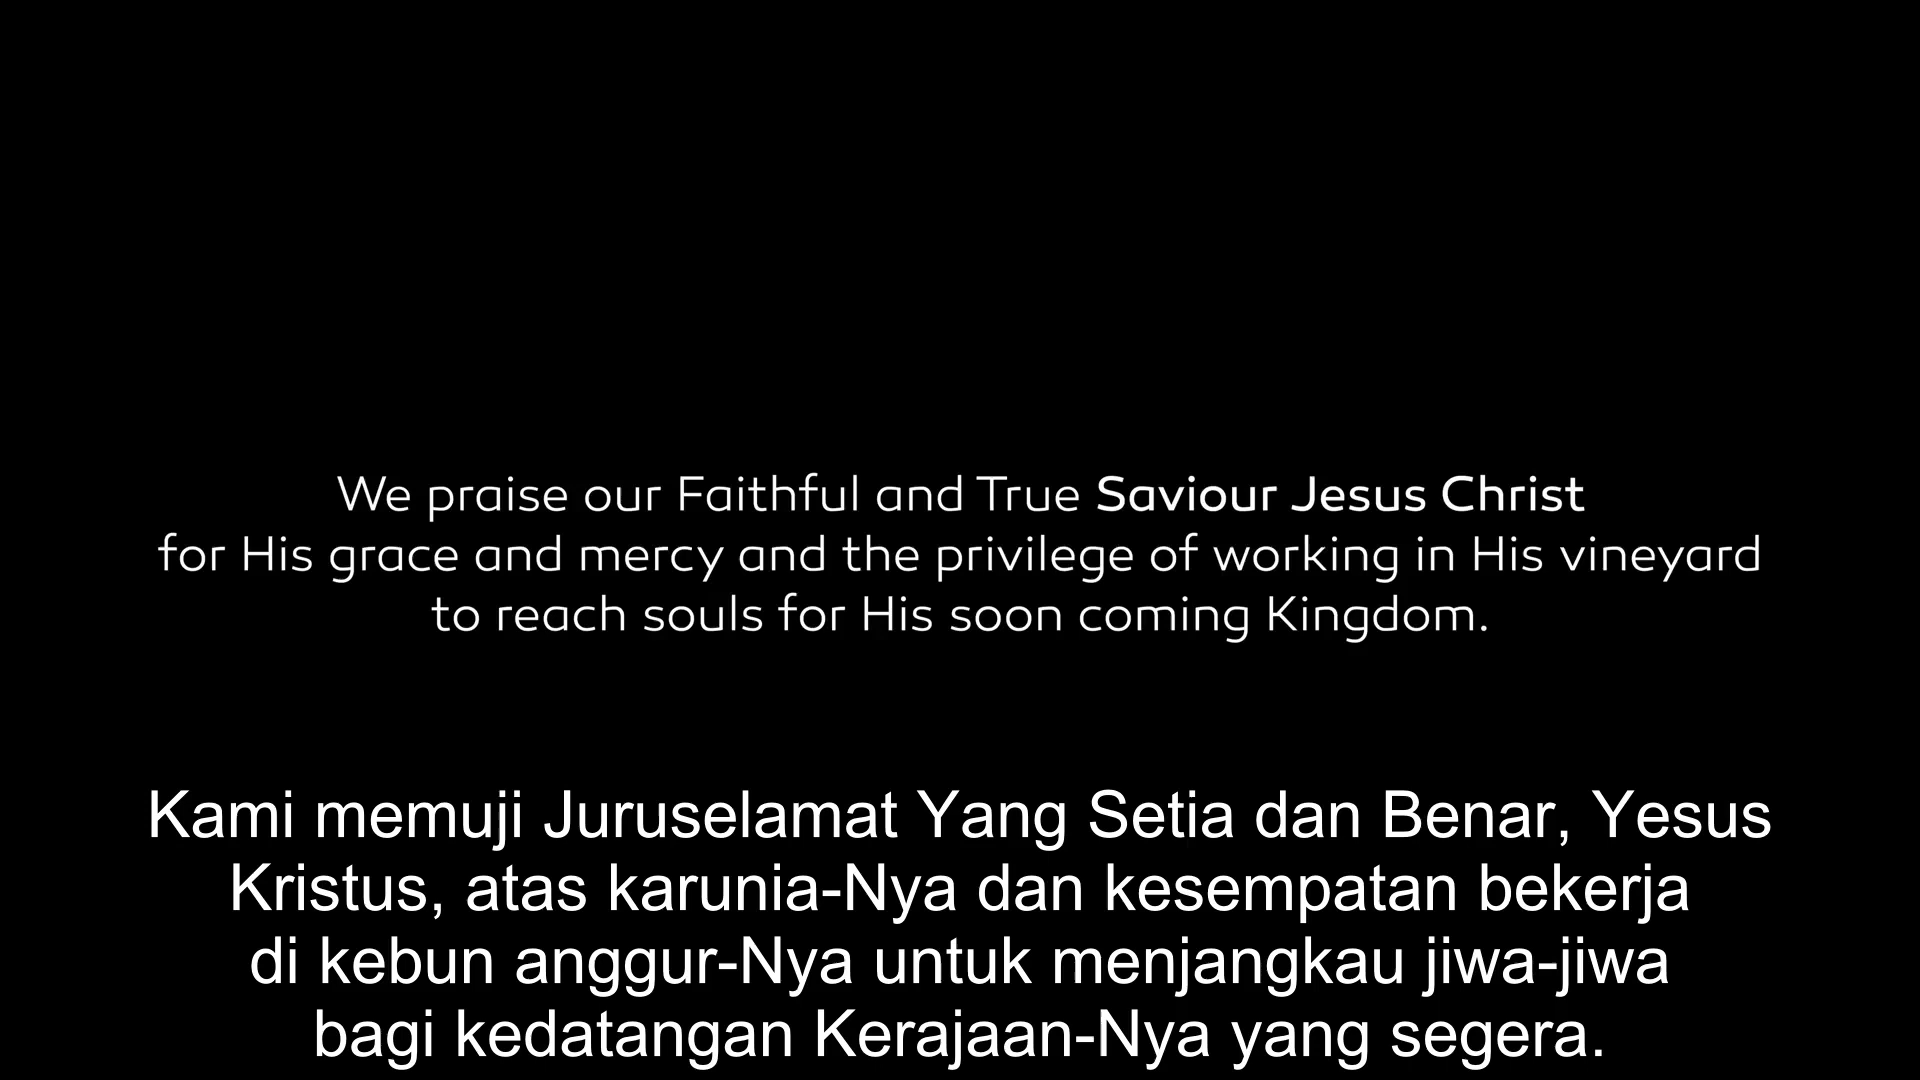 We praise our Faithful and True Saviour Jesus Christ
for His grace and mercy and the privilege of working in His vineyard
to reach souls for His soon coming Kingdom.
Kami memuji Juruselamat Yang Setia dan Benar, Yesus
Kristus, atas karunia-Nya dan kesempatan bekerja
di kebun anggur-Nya untuk menjangkau jiwa-jiwa
bagi kedatangan Kerajaan-Nya yang segera.